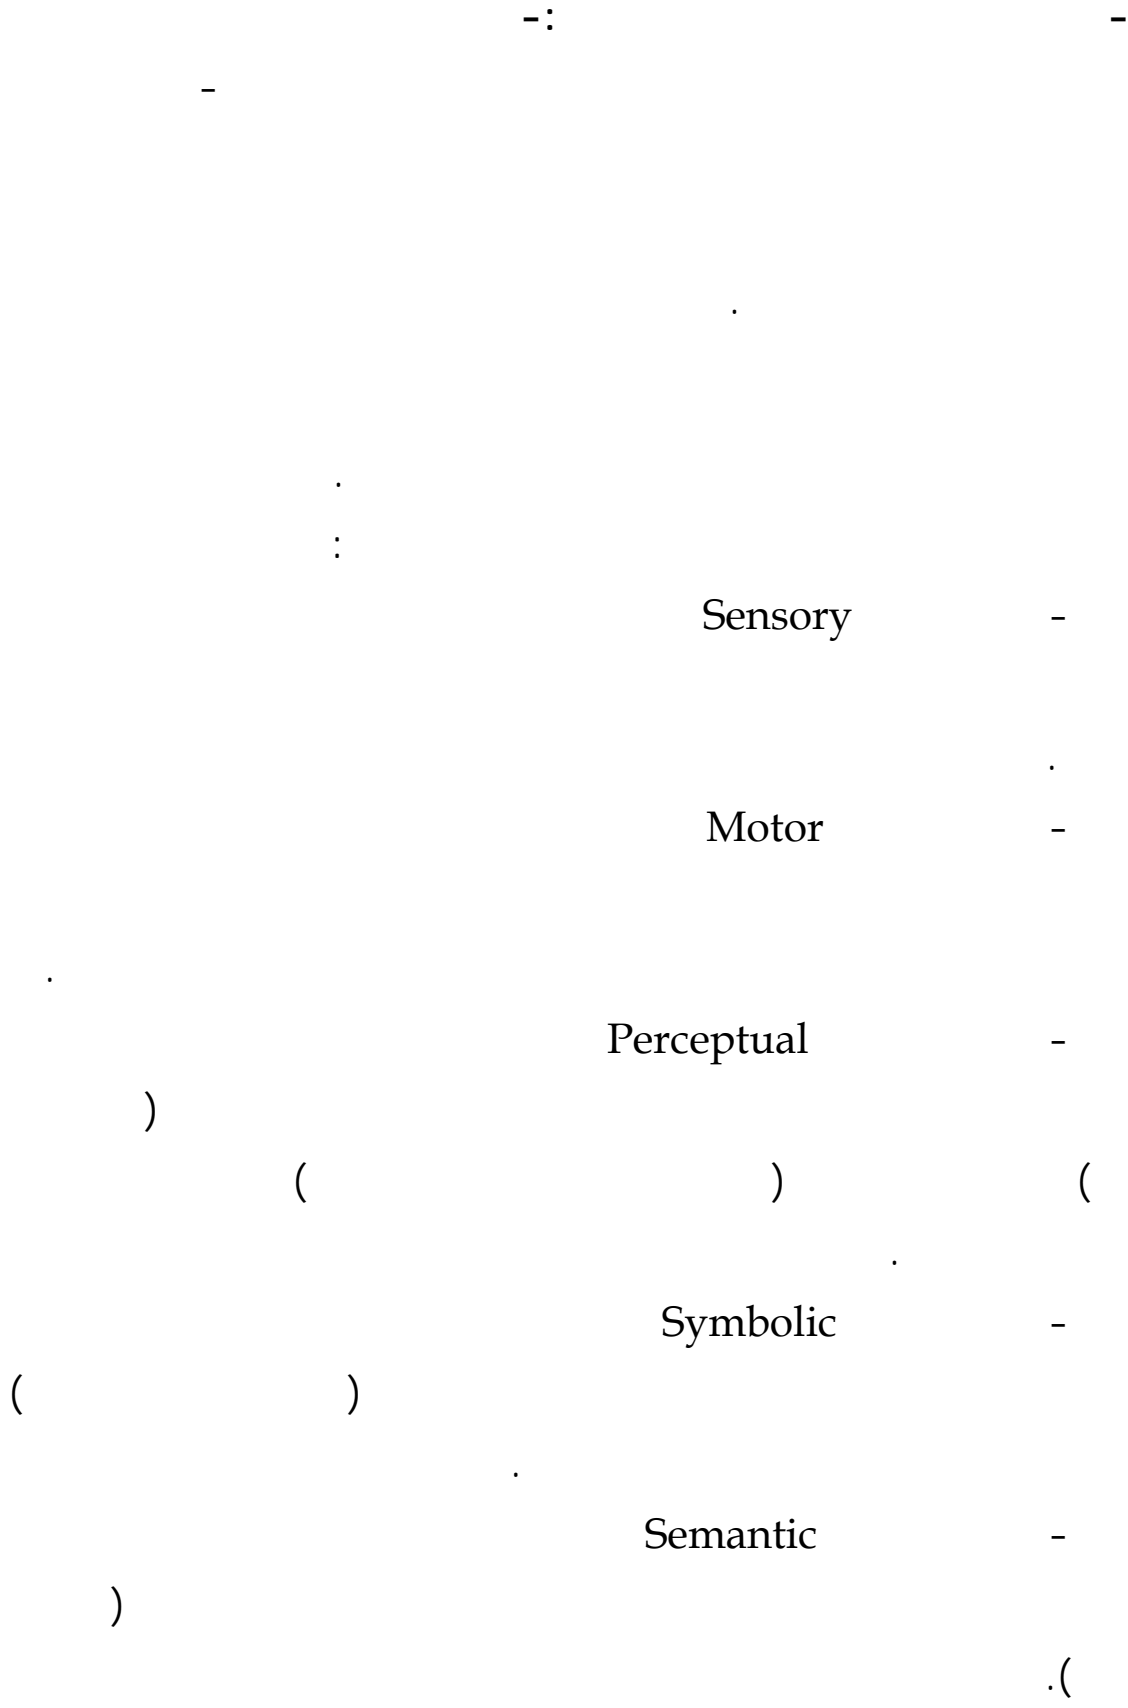 - :-
-
.
.
:
- Sensory
.
- Motor
.
- Perceptual
(
) ( )
.
- Symbolic
( )
.
- Semantic
(
).